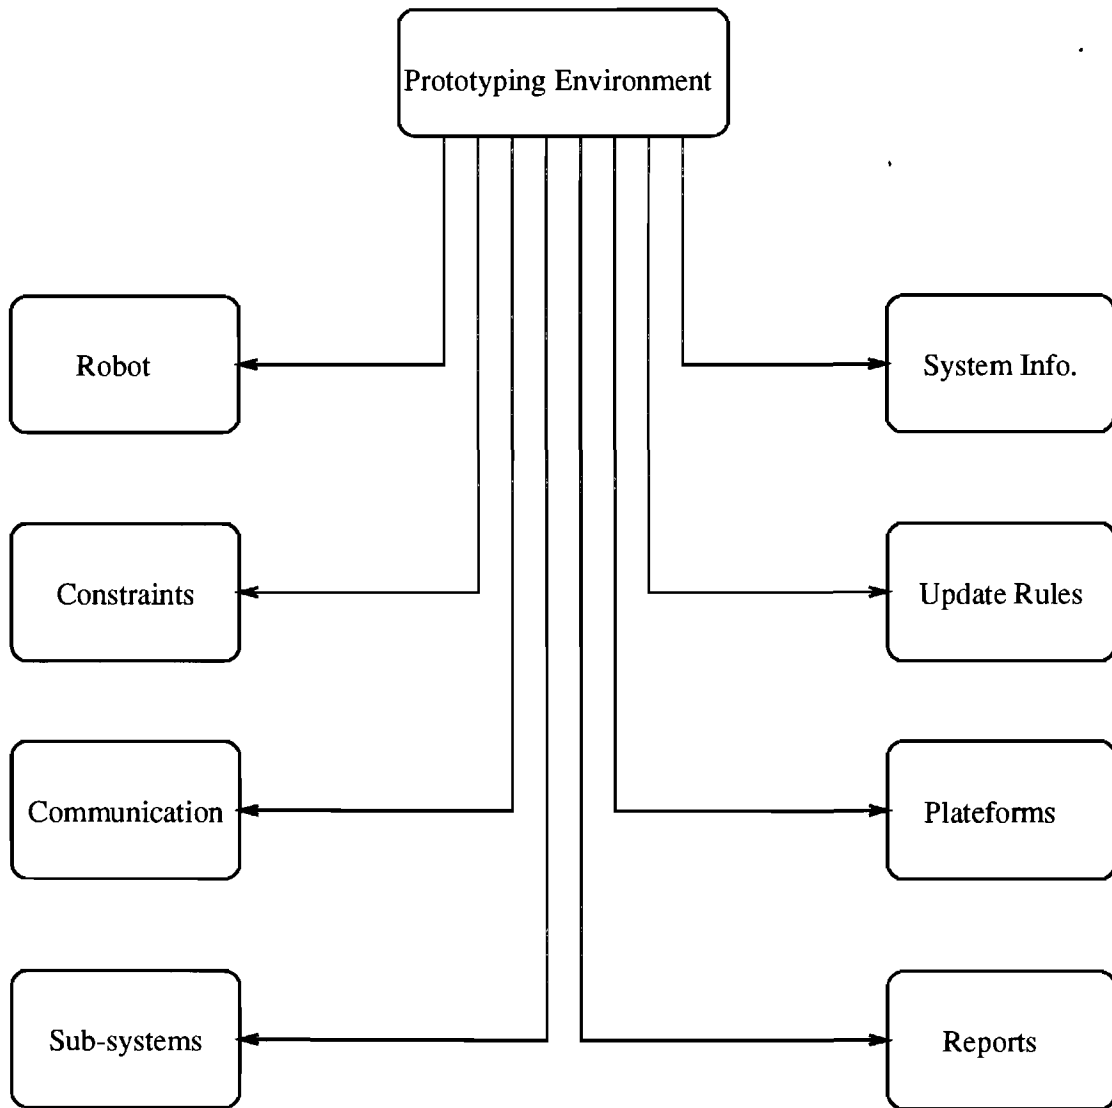 Prototyping Environment
Robot
System Info.
Constraints
Update Rules
Communication
Plateforms
Sub-systems
Reports